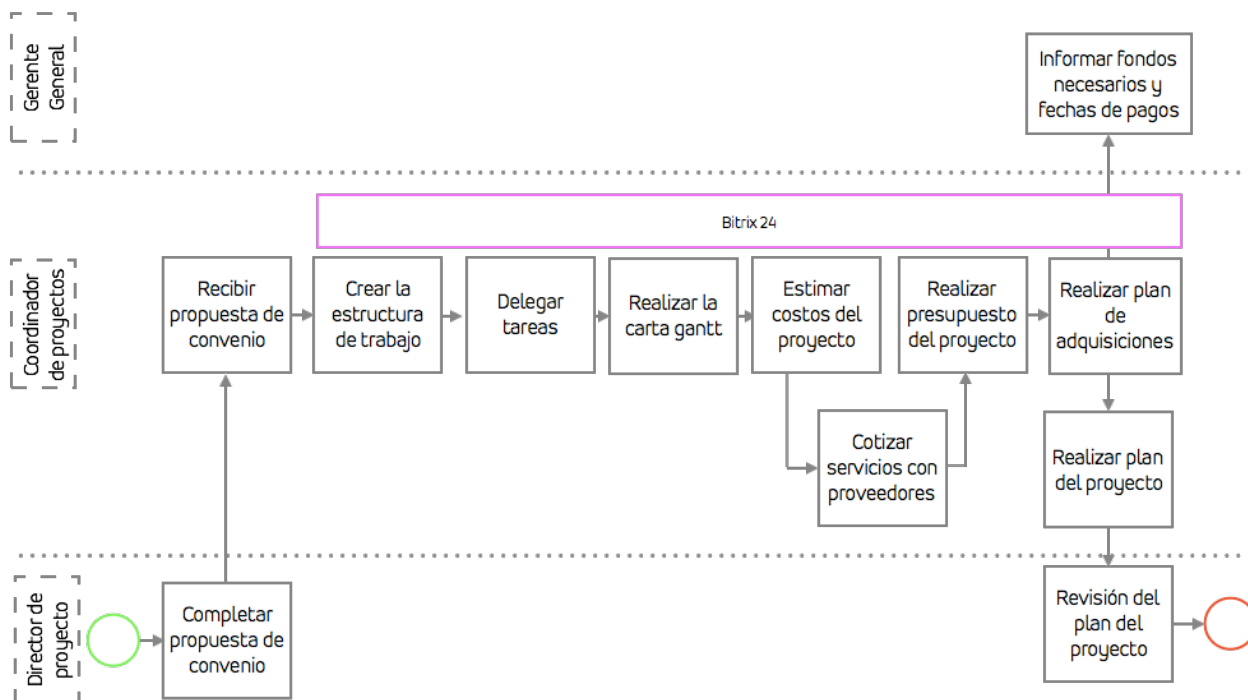 Gerente
General
Informar fondos
necesarios y
fechas de pagos
Bitrix 24
Coordinador
de proyectos
Recibir
propuesta de
convenio
Crear la
estructura
de trabajo
Delegar
tareas
Realizar la
carta gantt
Estimar
costos del
proyecto
Realizar
presupuesto
del proyecto
Realizar plan
de
adquisiciones
Cotizar
servicios con
proveedores
Realizar plan
del proyecto
Director de
proyecto
Completar
propuesta de
convenio
Revisión del
plan del
proyecto